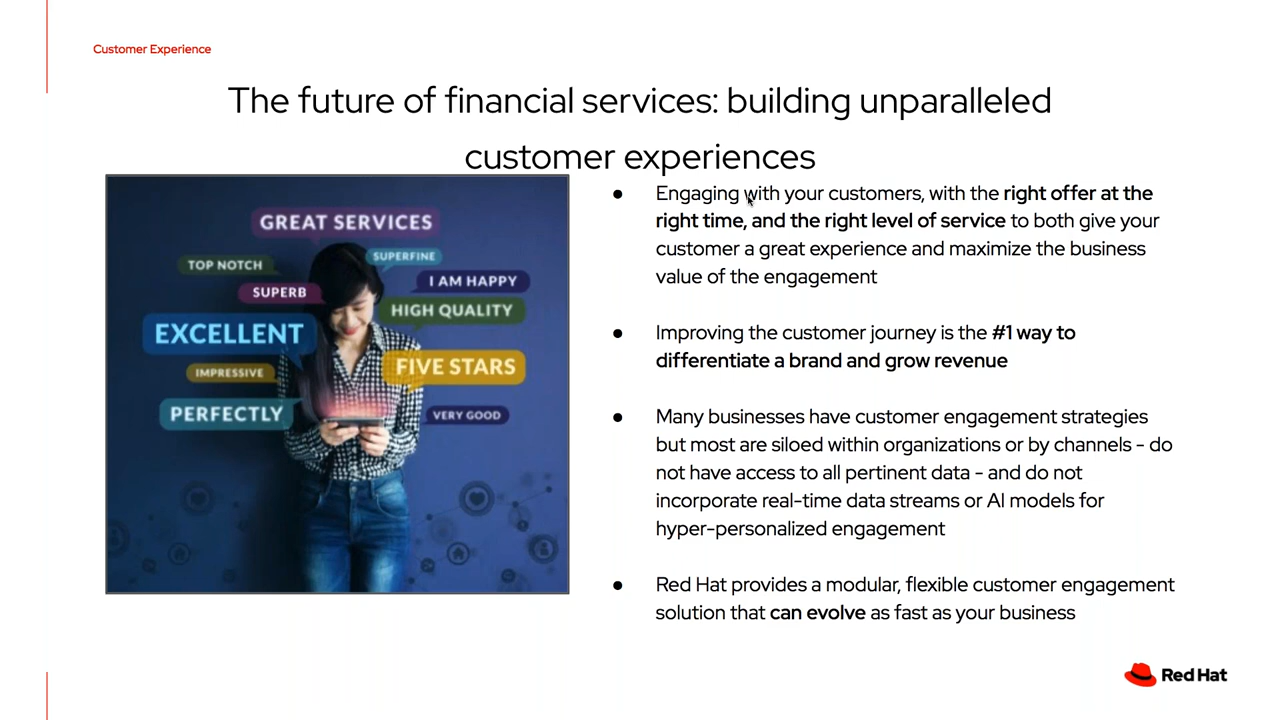 Customer Experience
The future of financial services: building unparalleled
customer experiences
GREAT SERVICES
SUPERFINE
TOP NOTCH
I AM HAPPY
SUPERB
HIGH QUALITY
EXCELLENT
FIVE STARS
IMPRESSIVE
PERFECTLY
VERY GOOD
● Engaging with your customers, with the right offer at the
right time, and the right level of service to both give your
customer a great experience and maximize the business
value of the engagement
● Improving the customer journey is the #1 way to
differentiate a brand and grow revenue
● Many businesses have customer engagement strategies
but most are siloed within organizations or by channels - do
not have access to all pertinent data - and do not
incorporate real-time data streams or AI models for
hyper-personalized engagement
● Red Hat provides a modular, flexible customer engagement
solution that can evolve as fast as your business
Red Hat